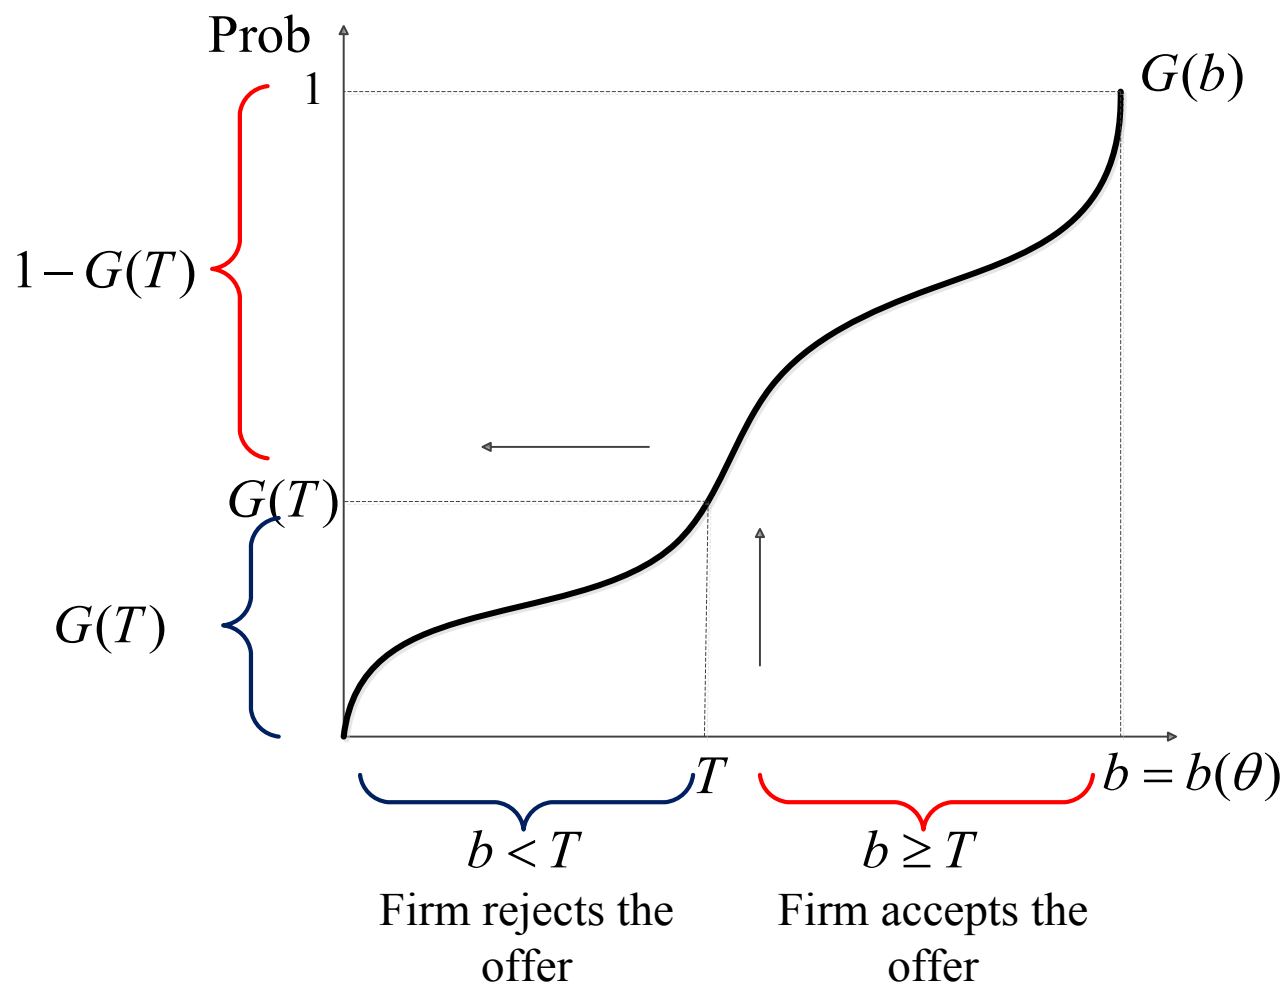 Prob
1
G(b)
1 − G(T)
G(T)
G(T)
T
b = b(θ)
b < T
Firm rejects the
offer
b ≥ T
Firm accepts the
offer